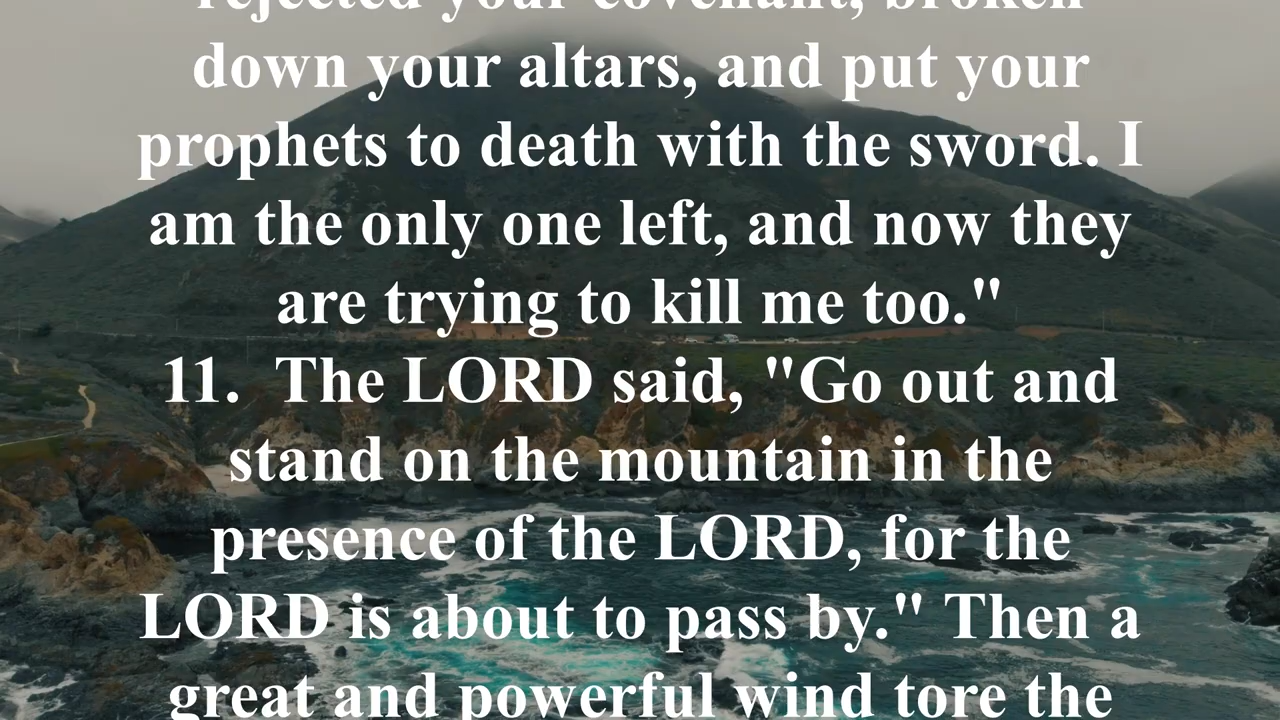 rejected your covenant, broken
down your altars, and put your
prophets to death with the sword. I
am the only one left, and now they
are trying to kill me too."
11. The LORD said, "Go out and
stand on the mountain in the
presence of the LORD, for the
LORD is about to pass by." Then a
great and powerful wind tore the